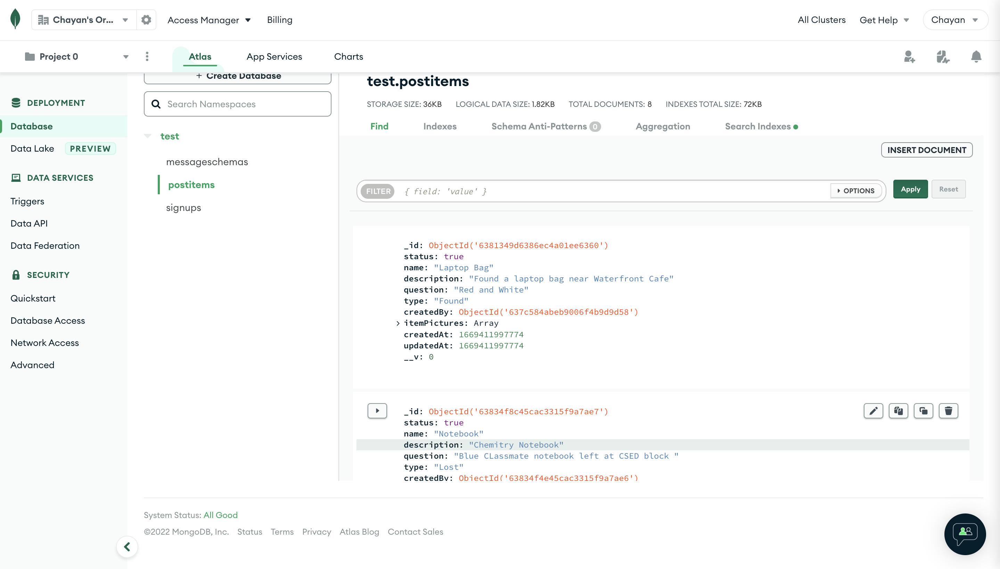 Chayan's Or...
Access Manager
Billing
All Clusters
Get Help
Chayan
Project 0
Atlas
App Services
Charts
DEPLOYMENT
Database
Data Lake PREVIEW
DATA SERVICES
Triggers
Data API
Data Federation
SECURITY
Quickstart
Database Access
Network Access
Advanced
+ Create Database
Search Namespaces
test
messageschemas
postitems
signups
test.postitems
STORAGE SIZE: 36KB LOGICAL DATA SIZE: 1.82KB TOTAL DOCUMENTS: 8 INDEXES TOTAL SIZE: 72KB
Find Indexes Schema Anti-Patterns 0 Aggregation Search Indexes
INSERT DOCUMENT
FILTER { field: 'value' } OPTIONS Apply Reset
_id: ObjectId('6381349d6386ec4a01ee6360')
status: true
name: "Laptop Bag"
description: "Found a laptop bag near Waterfront Cafe"
question: "Red and White"
type: "Found"
createdBy: ObjectId('637c584abeb9006f4b9d9d58')
itemPictures: Array
createdAt: 1669411997774
updatedAt: 1669411997774
__v: 0
_id: ObjectId('63834f8c45cac3315f9a7ae7')
status: true
name: "Notebook"
description: "Chemitry Notebook"
question: "Blue CLassmate notebook left at CSED block "
type: "Lost"
createdBy: ObjectId('63834f4e45cac3315f9a7ae6')
System Status: All Good
©2022 MongoDB, Inc. Status Terms Privacy Atlas Blog Contact Sales